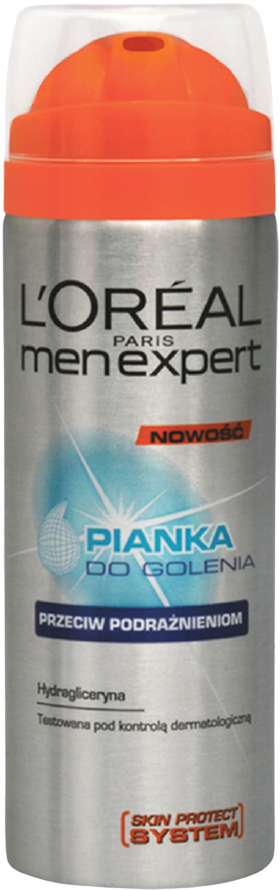 L'ORÉAL
PARIS
men expert
NOWOŚĆ
PIANKA
DO GOLENIA
PRZECIW PODRAŻNIENIOM
Hydragliceryna
Testowana pod kontrolą dermatologiczną
SKIN PROTECT
SYSTEM